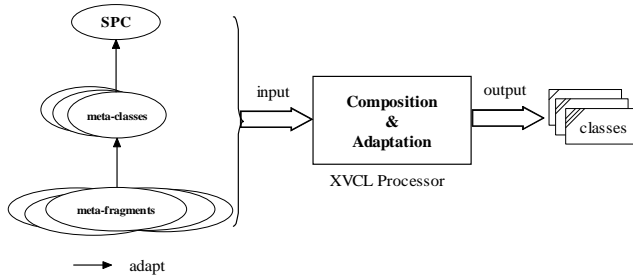 SPC
meta-classes
meta-fragments
adapt
input
Composition
&
Adaptation
XVCL Processor
output
classes